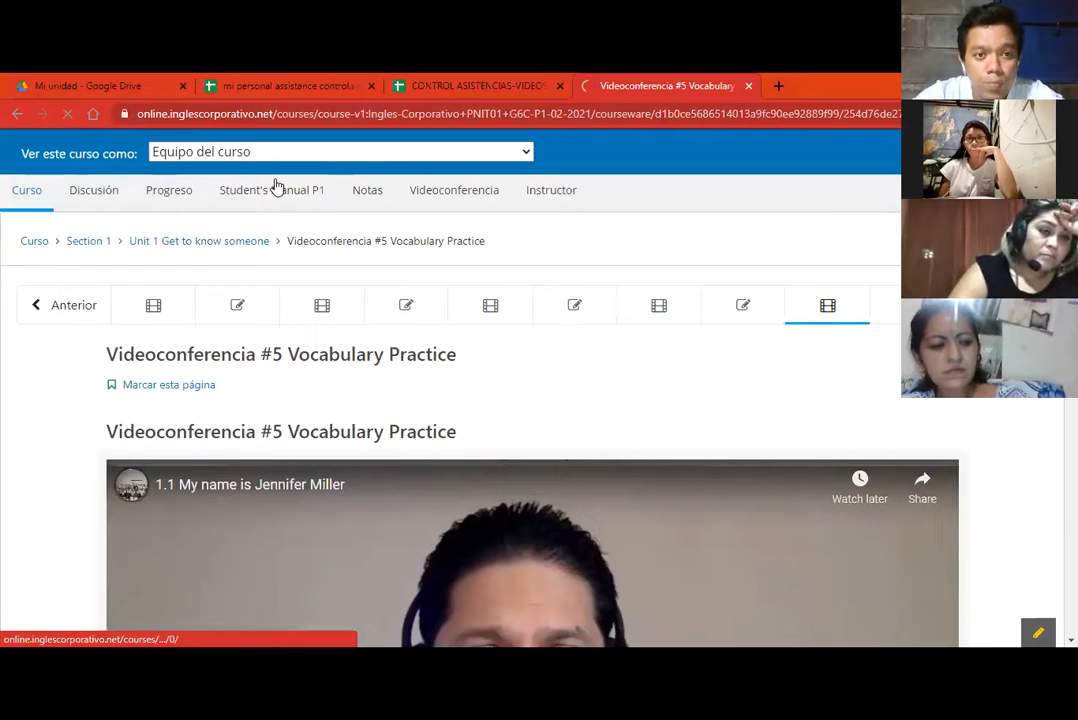 Mi unidad - Google Drive
mi personal assistance control.
CONTROL ASISTENCIAS-VIDEO
Videoconferencia #5 Vocabulary
online.inglescorporativo.net/courses/course-v1:Ingles-Corporativo+PNIT01+G6C-P1-02-2021/courseware/d1b0ce5686514013a9fc90ee92889f99/254d76de27
Ver este curso como:
Equipo del curso
Curso
Discusión
Progreso
Student's Manual P1
Notas
Videoconferencia
Instructor
Curso > Section 1 > Unit 1 Get to know someone > Videoconferencia #5 Vocabulary Practice
Anterior
Videoconferencia #5 Vocabulary Practice
Marcar esta página
Videoconferencia #5 Vocabulary Practice
1.1 My name is Jennifer Miller
Watch later
Share
online.inglescorporativo.net/courses/.../0/